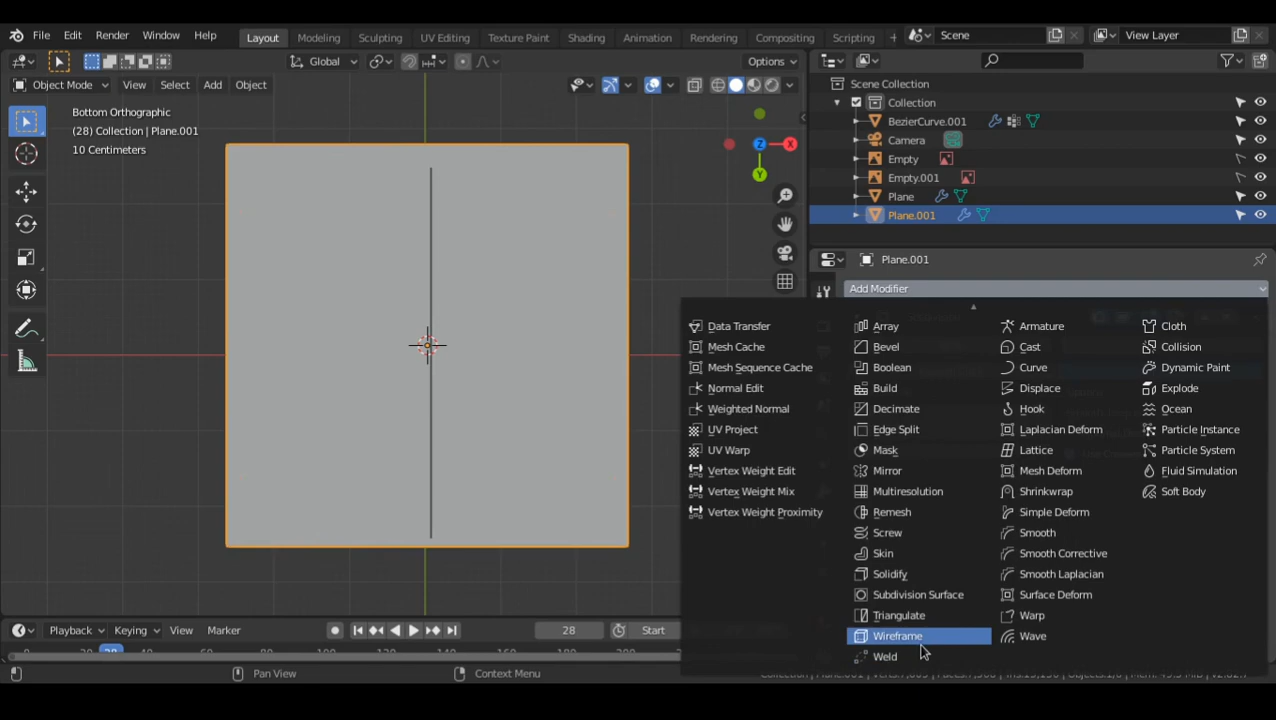 File Edit Render Window Help Layout Modeling Sculpting UV Editing Texture Paint Shading Animation Rendering Compositing Scripting + Scene View Layer
Global Options
Object Mode View Select Add Object
Scene Collection
Collection
BezierCurve.001
Camera
Empty
Empty.001
Plane
Plane.001
Bottom Orthographic
(28) Collection | Plane.001
10 Centimeters
X
Z
Y
Plane.001
Add Modifier
Data Transfer Array Armature Cloth
Mesh Cache Bevel Cast Collision
Mesh Sequence Cache Boolean Curve Dynamic Paint
Normal Edit Build Displace Explode
Weighted Normal Decimate Hook Ocean
UV Project Edge Split Laplacian Deform Particle Instance
UV Warp Mask Lattice Particle System
Vertex Weight Edit Mirror Mesh Deform Fluid Simulation
Vertex Weight Mix Multiresolution Shrinkwrap Soft Body
Vertex Weight Proximity Remesh Simple Deform
Screw Smooth
Skin Smooth Corrective
Solidify Smooth Laplacian
Subdivision Surface Surface Deform
Triangulate Warp
Wireframe Wave
Weld
Playback Keying View Marker 28 Start
28
Pan View Context Menu